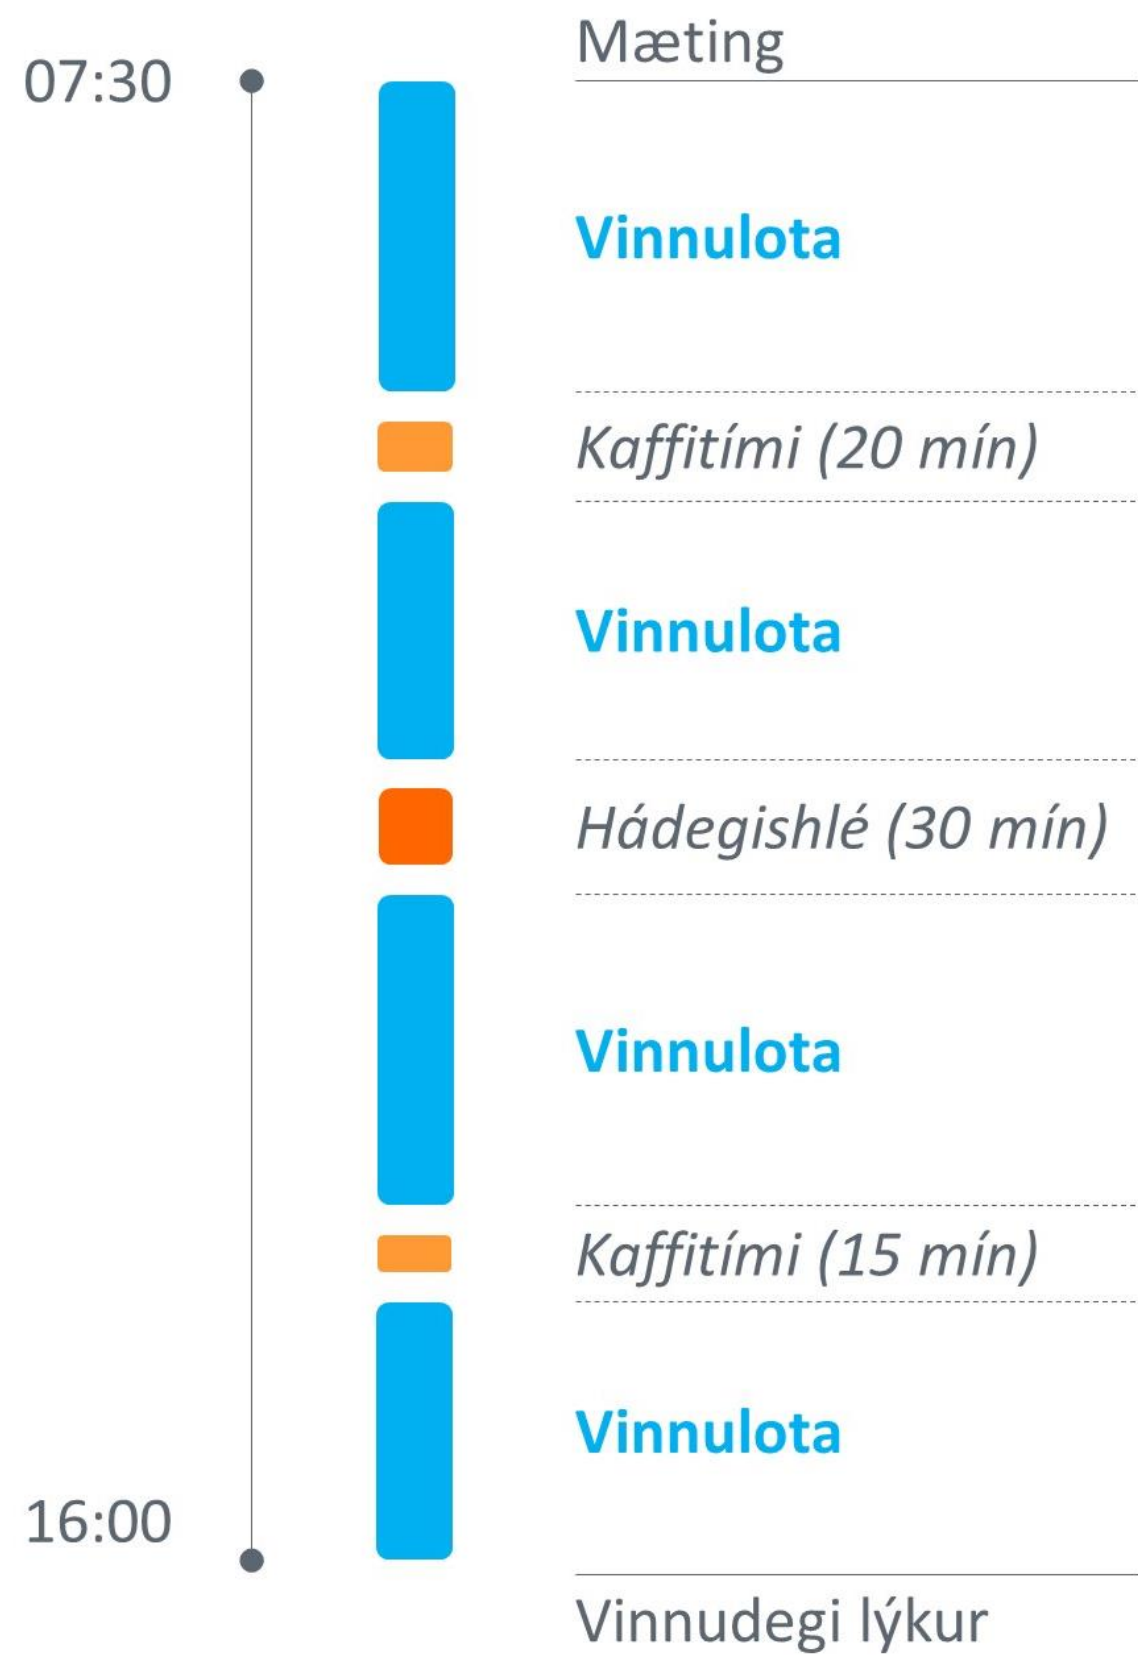 Mæting
07:30
Vinnulota
Kaffitími (20 mín)
Vinnulota
Hádegishlé (30 mín)
Vinnulota
Kaffitími (15 mín)
Vinnulota
16:00
Vinnudegi lýkur